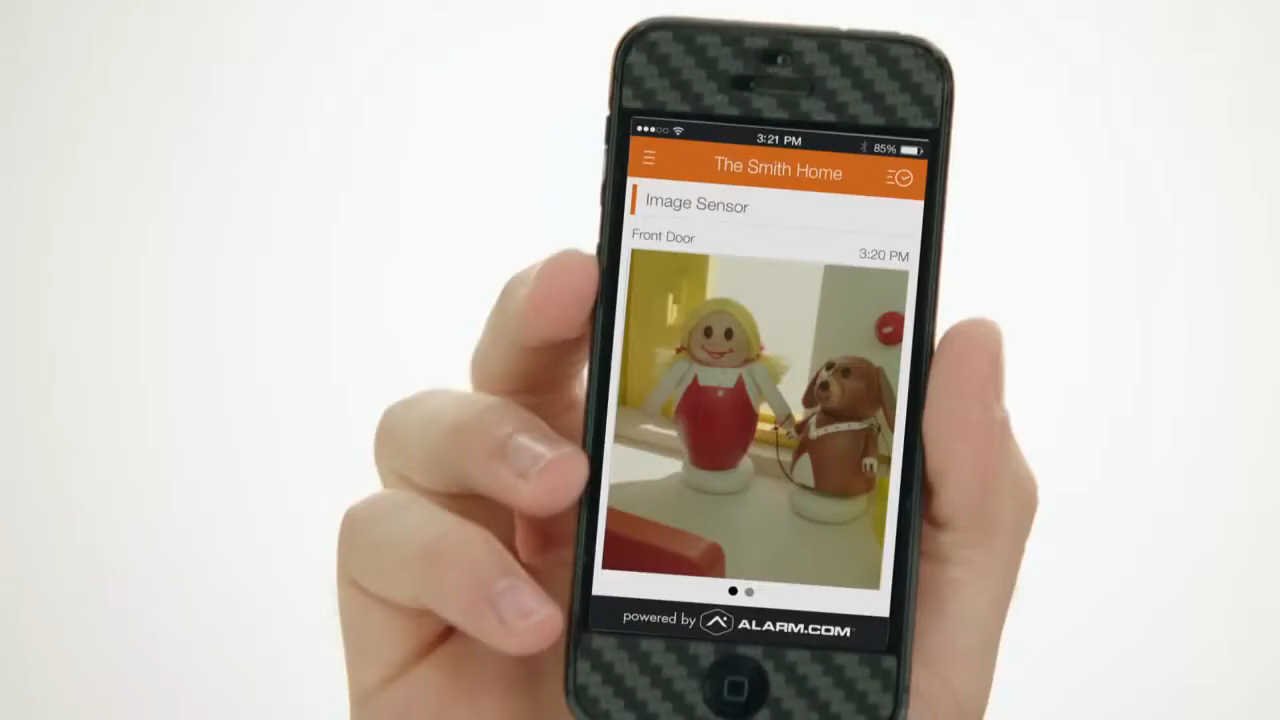 3:21 PM
85%
The Smith Home
Image Sensor
Front Door
3:20 PM
powered by ALARM.COM